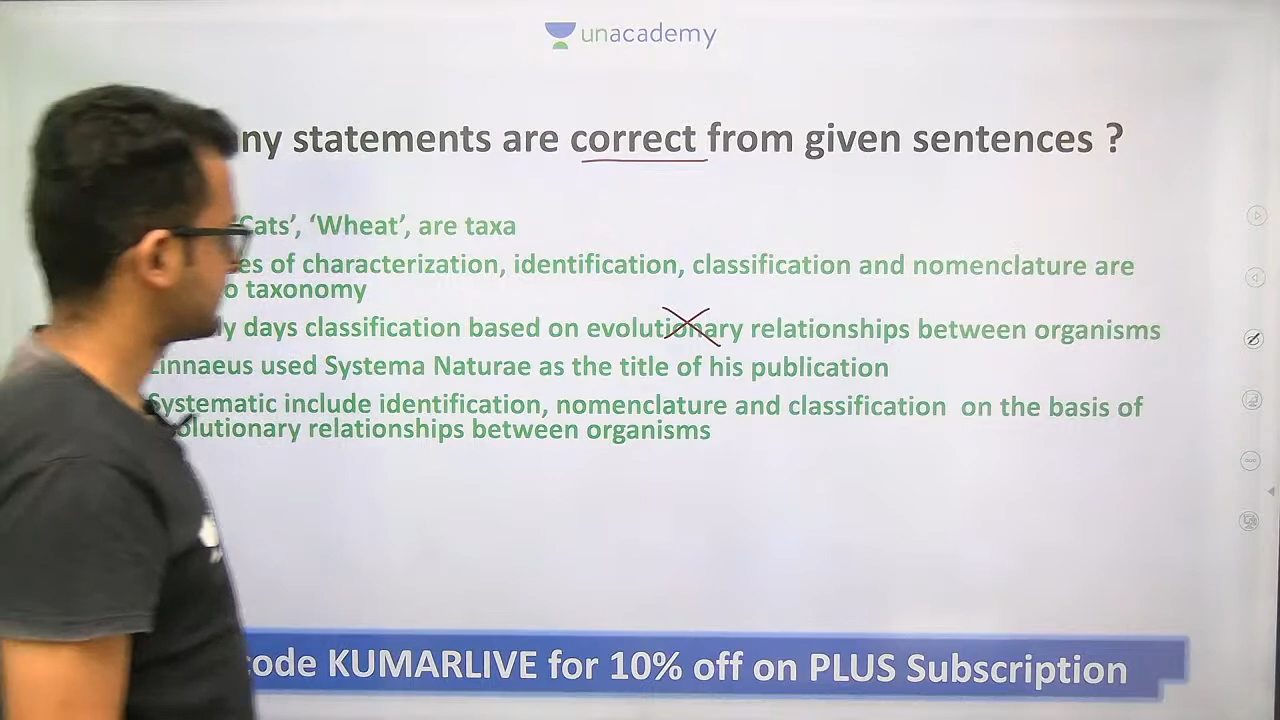 unacademy
ny statements are correct from given sentences ?
Cats’, ‘Wheat’, are taxa
es of characterization, identification, classification and nomenclature are
o taxonomy
days classification based on evolutionary relationships between organisms
Linnaeus used Systema Naturae as the title of his publication
Systematic include identification, nomenclature and classification on the basis of
olutionary relationships between organisms
code KUMARLIVE for 10% off on PLUS Subscription